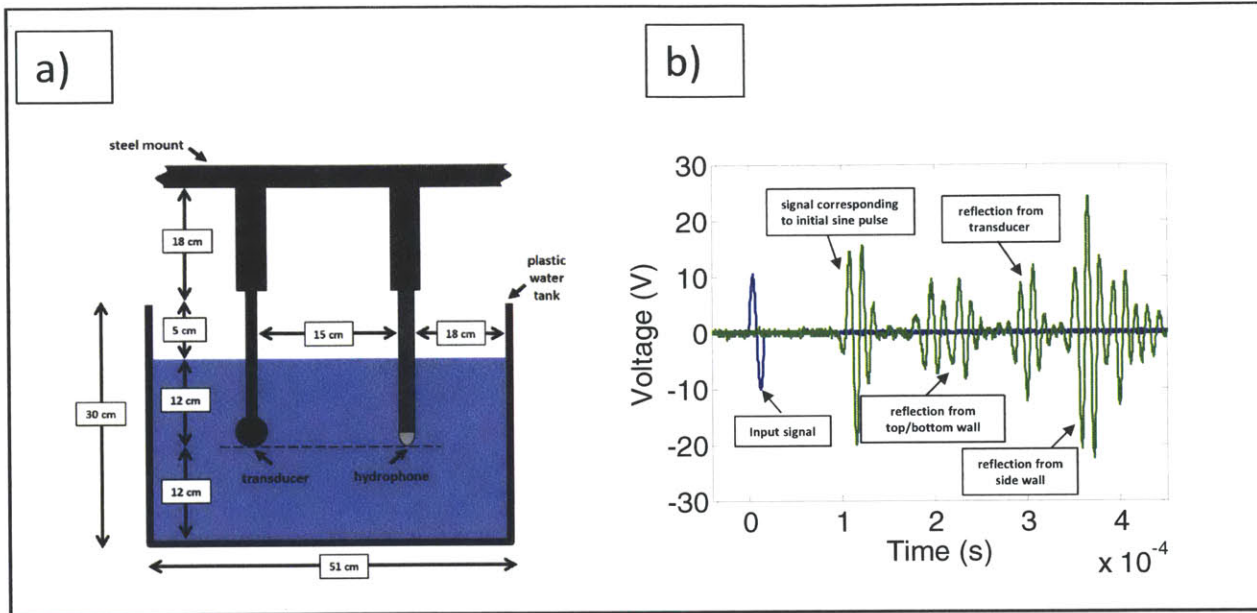 a)
steel mount
18 cm
plastic
water
tank
5 cm
15 cm
18 cm
30 cm
12 cm
transducer
hydrophone
12 cm
51 cm
b)
30
20
10
0
-10
-20
-30
Voltage (V)
signal corresponding
to initial sine pulse
reflection from
transducer
Input signal
reflection from
top/bottom wall
reflection from
side wall
0
1
2
3
4
Time (s)
x 10⁻⁴